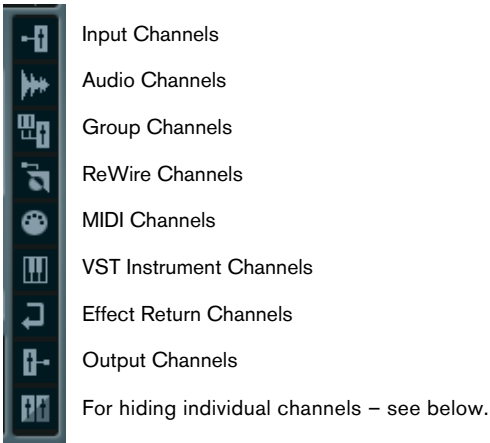 Input Channels
Audio Channels
Group Channels
ReWire Channels
MIDI Channels
VST Instrument Channels
Effect Return Channels
Output Channels
For hiding individual channels – see below.